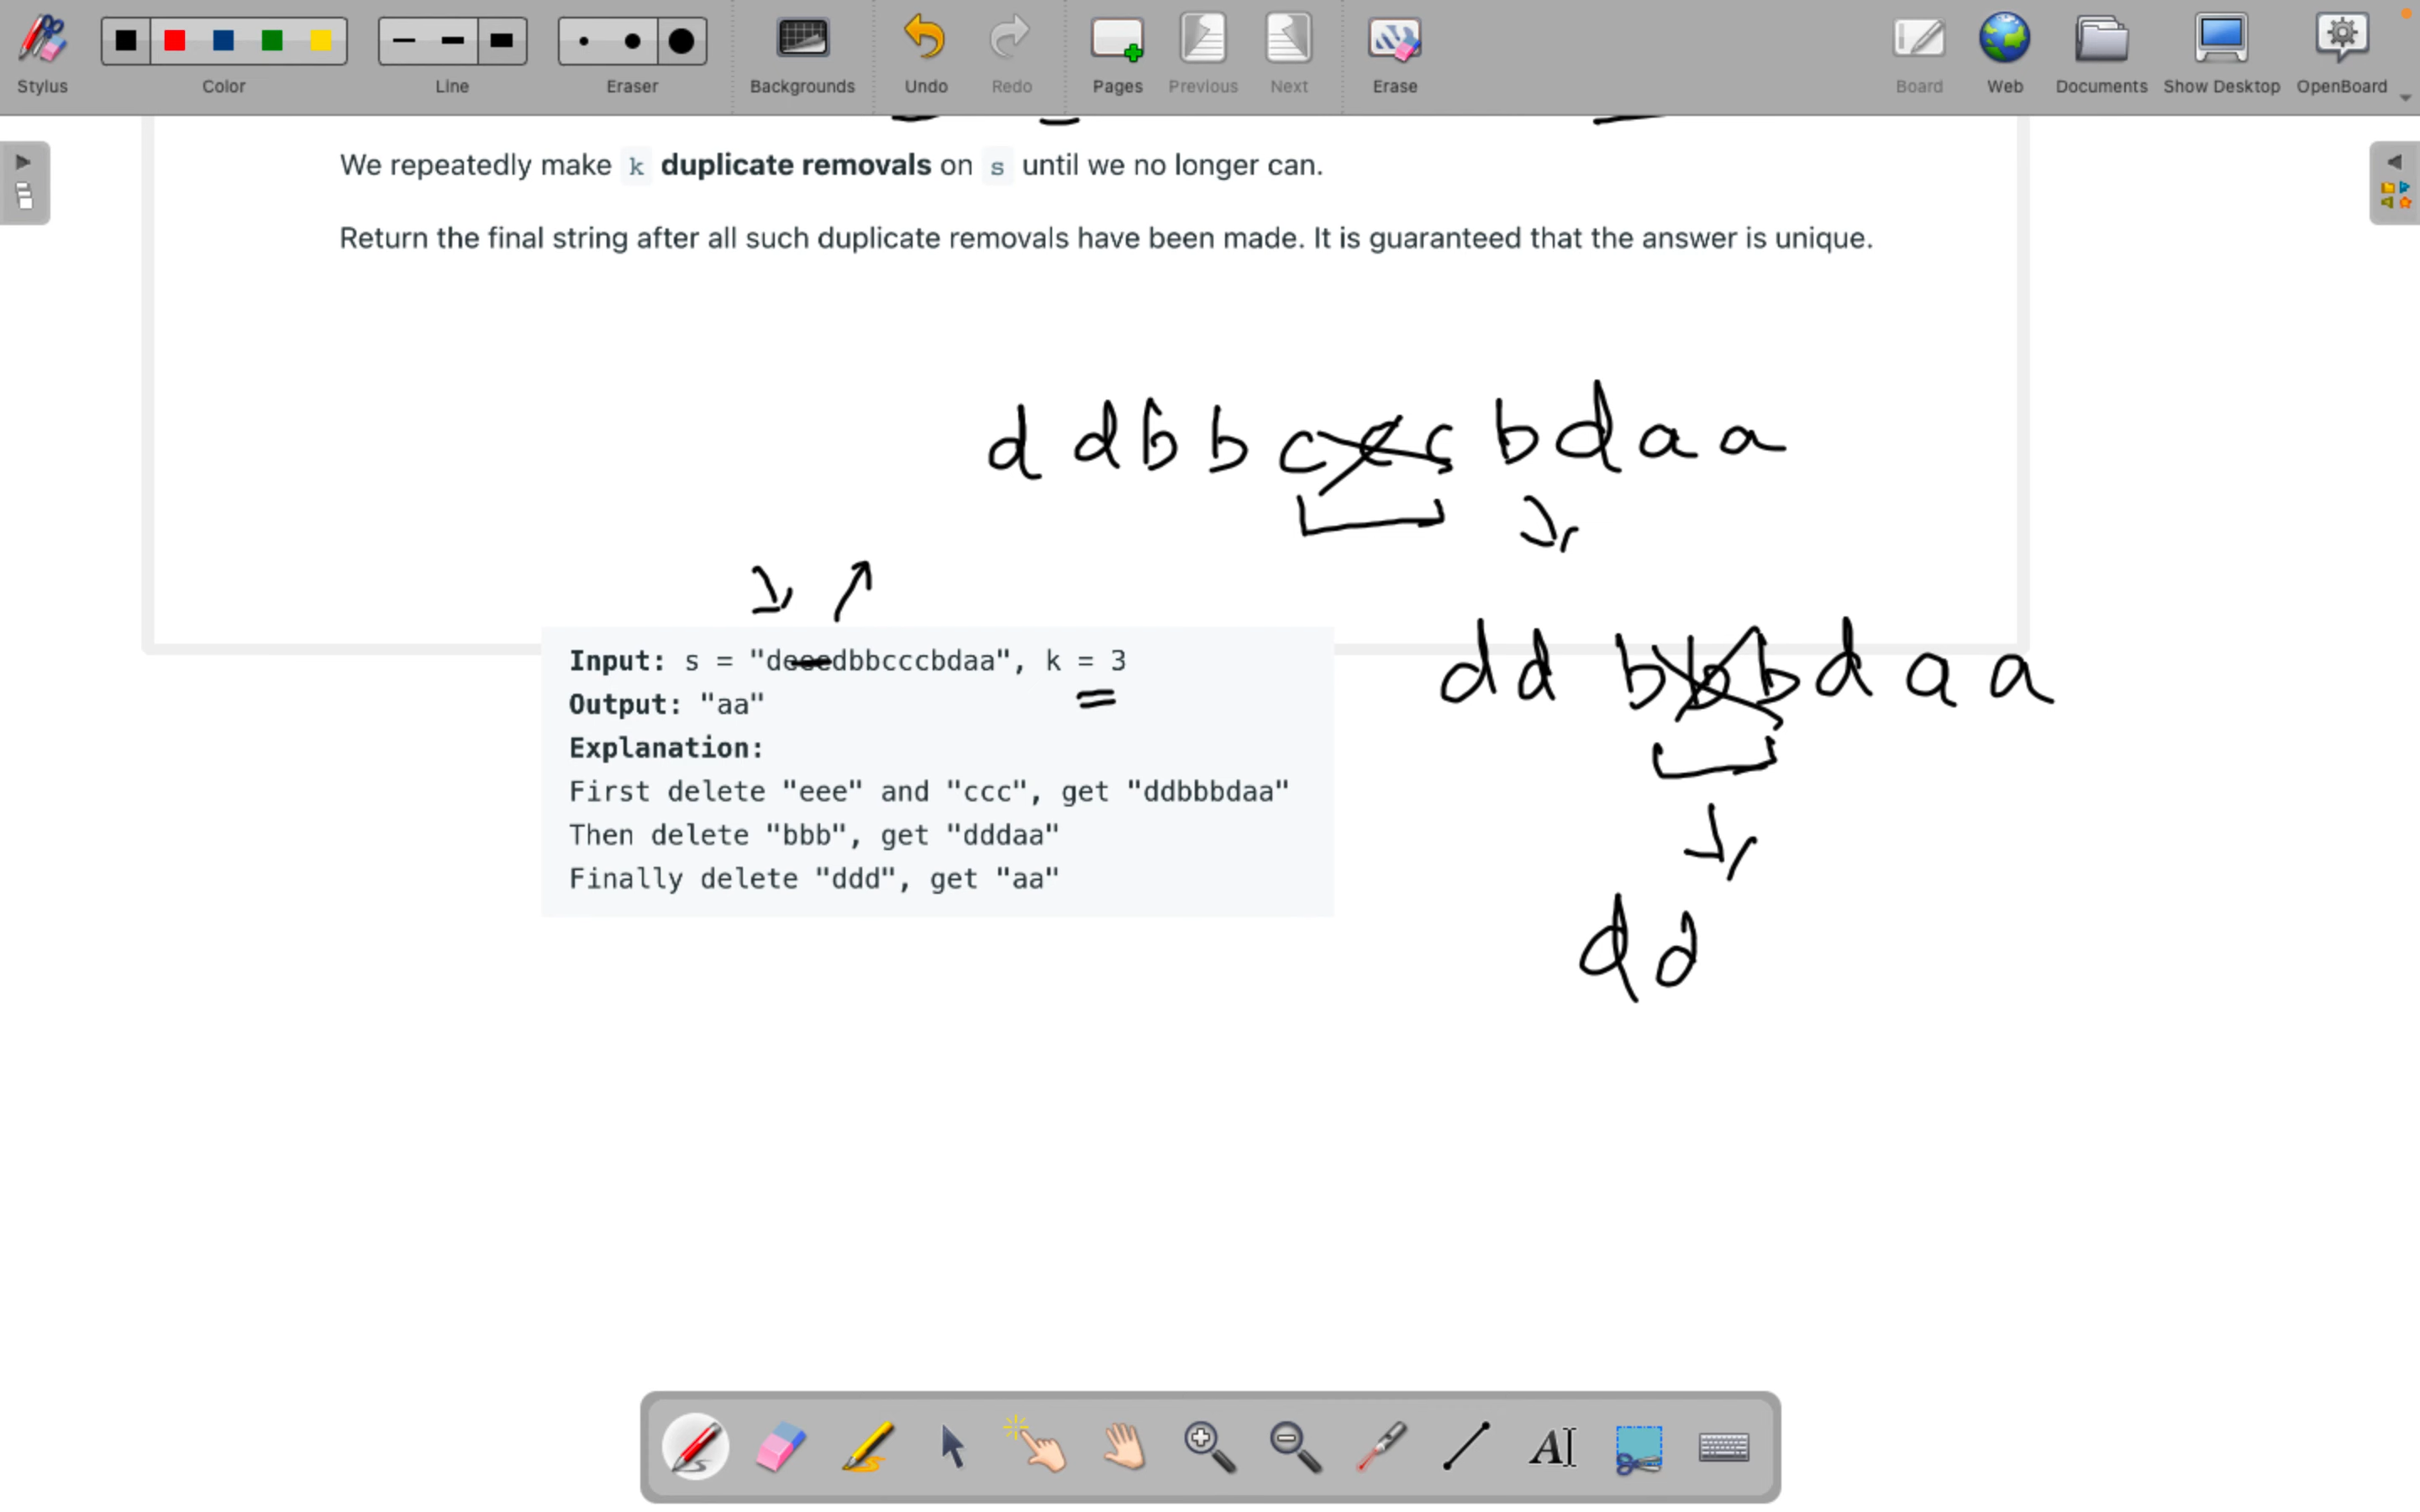 Stylus Color Line Eraser Backgrounds Undo Redo Pages Previous Next Erase Board Web Documents Show Desktop OpenBoard
We repeatedly make k duplicate removals on s until we no longer can.
Return the final string after all such duplicate removals have been made. It is guaranteed that the answer is unique.
d d b b c c c b d a a
Input: s = "deeedbbcccbdaa", k = 3
d d b b b d a a
Output: "aa"
Explanation:
First delete "eee" and "ccc", get "ddbbbdaa"
Then delete "bbb", get "dddaa"
Finally delete "ddd", get "aa"
d d
AI